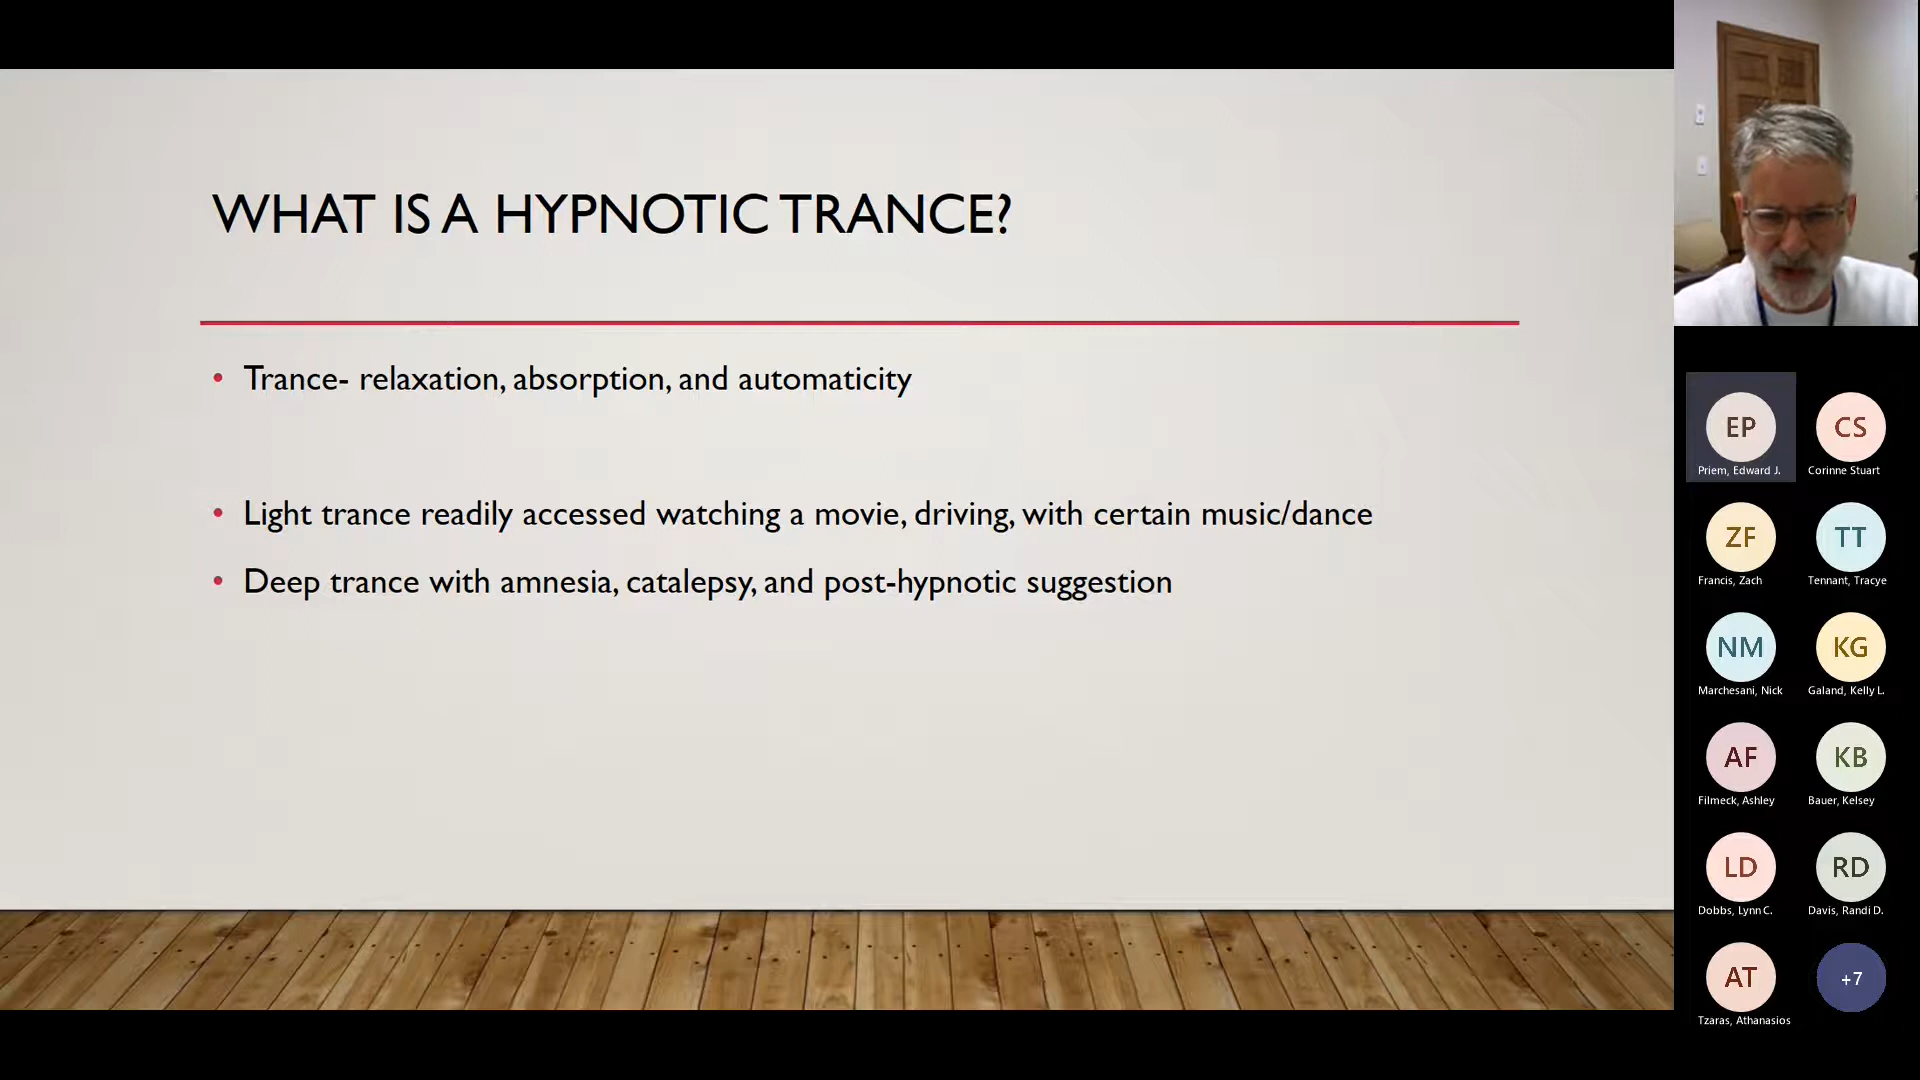 WHAT IS A HYPNOTIC TRANCE?
• Trance- relaxation, absorption, and automaticity
• Light trance readily accessed watching a movie, driving, with certain music/dance
• Deep trance with amnesia, catalepsy, and post-hypnotic suggestion
EP
Priem, Edward J.
CS
Corinne Stuart
ZF
Francis, Zach
TT
Tennant, Tracye
NM
Marchesani, Nick
KG
Galand, Kelly L.
AF
Filmeck, Ashley
KB
Bauer, Kelsey
LD
Dobbs, Lynn C.
RD
Davis, Randi D.
AT
Tzaras, Athanasios
+7